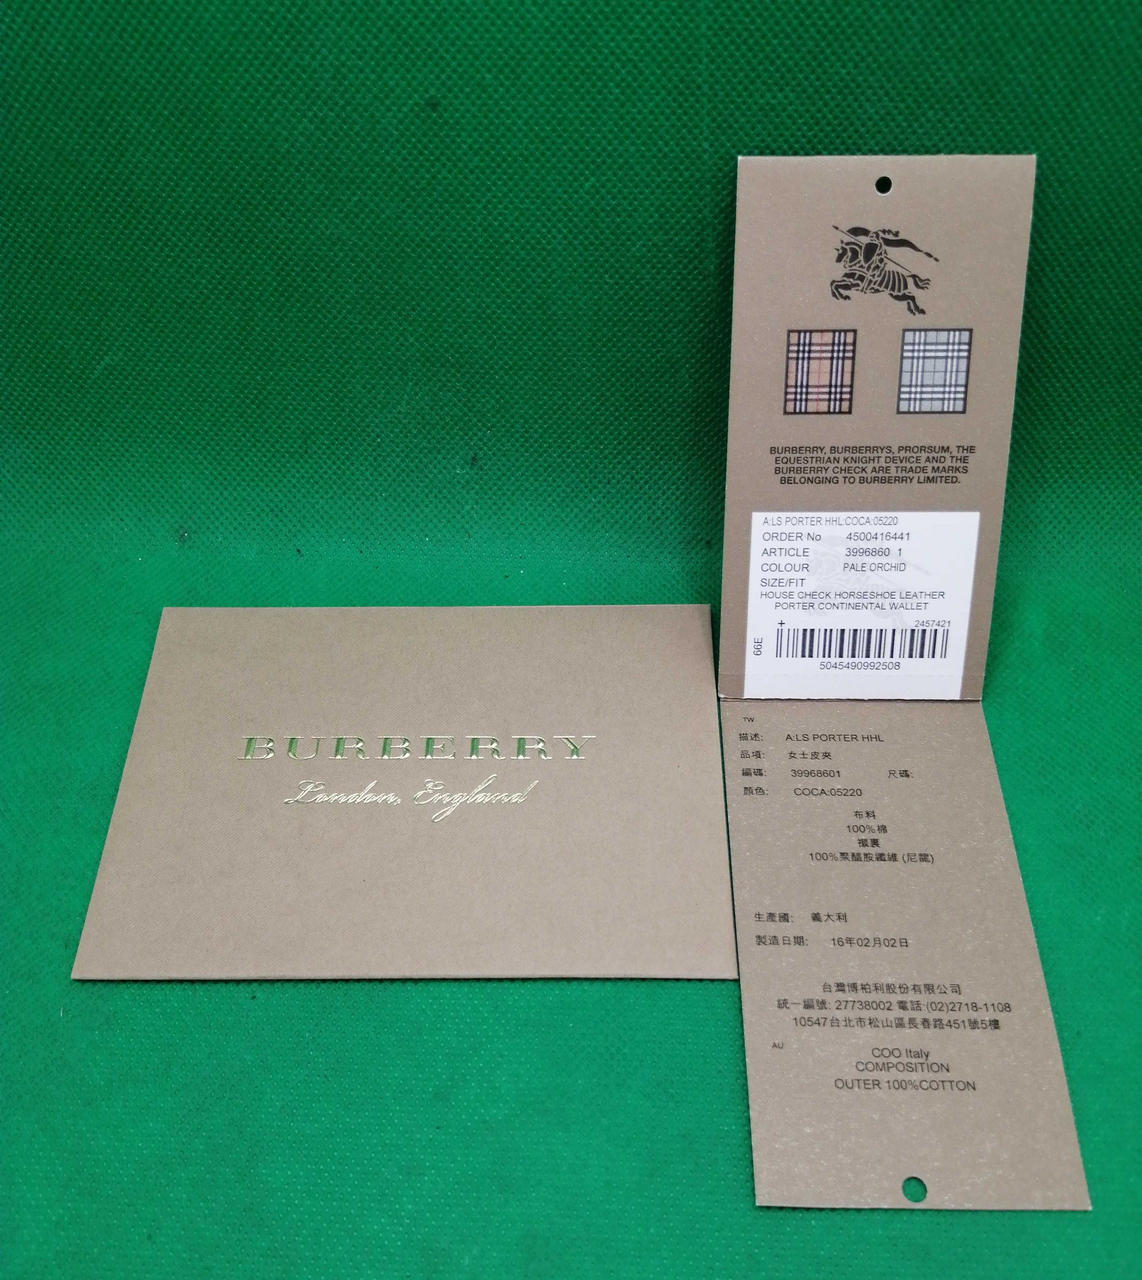 BURBERRY
London, England
BURBERRY, BURBERRYS, PRORSUM, THE
EQUESTRIAN KNIGHT DEVICE AND THE
BURBERRY CHECK ARE TRADE MARKS
BELONGING TO BURBERRY LIMITED.
A:LS PORTER HHL:COCA:05220
ORDER No 4500416441
ARTICLE 3996860 1
COLOUR PALE ORCHID
SIZE/FIT
HOUSE CHECK HORSESHOE LEATHER
PORTER CONTINENTAL WALLET
+ 2457421
66E
5045490992508
TW
描述: A:LS PORTER HHL
品項: 女士皮夾
編碼: 39968601 尺碼:
顏色: COCA:05220
布料
100%棉
襯裏
100%聚醯胺纖維 (尼龍)
生產國: 義大利
製造日期: 16年02月02日
台灣博柏利股份有限公司
統一編號: 27738002 電話:(02)2718-1108
10547台北市松山區長春路451號5樓
AU
COO Italy
COMPOSITION
OUTER 100%COTTON